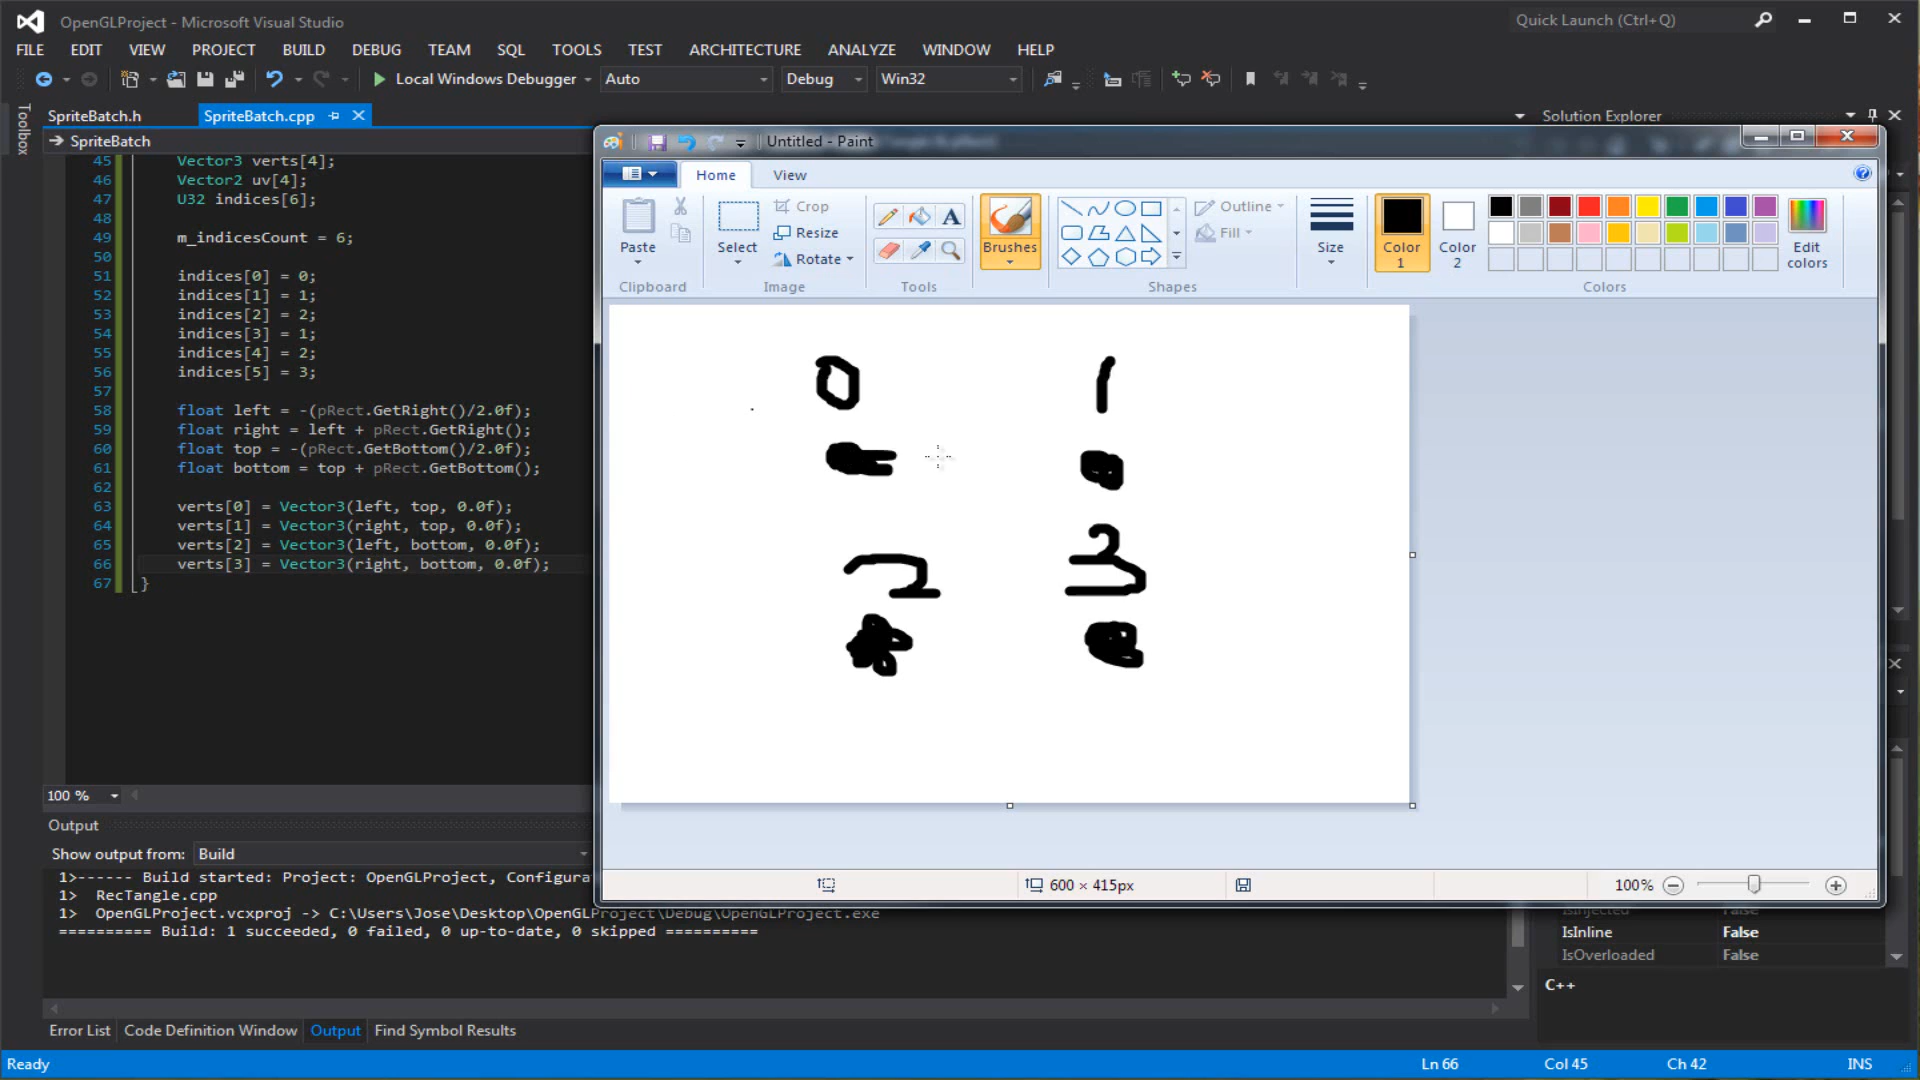 OpenGLProject - Microsoft Visual Studio
Quick Launch (Ctrl+Q)
FILE EDIT VIEW PROJECT BUILD DEBUG TEAM SQL TOOLS TEST ARCHITECTURE ANALYZE WINDOW HELP
Local Windows Debugger Auto Debug Win32
Toolbox
SpriteBatch.h SpriteBatch.cpp
Solution Explorer
SpriteBatch
45 Vector3 verts[4];
46 Vector2 uv[4];
47 U32 indices[6];
48
49 m_indicesCount = 6;
50
51 indices[0] = 0;
52 indices[1] = 1;
53 indices[2] = 2;
54 indices[3] = 1;
55 indices[4] = 2;
56 indices[5] = 3;
57
58 float left = -(pRect.GetRight()/2.0f);
59 float right = left + pRect.GetRight();
60 float top = -(pRect.GetBottom()/2.0f);
61 float bottom = top + pRect.GetBottom();
62
63 verts[0] = Vector3(left, top, 0.0f);
64 verts[1] = Vector3(right, top, 0.0f);
65 verts[2] = Vector3(left, bottom, 0.0f);
66 verts[3] = Vector3(right, bottom, 0.0f);
67 }
100 %
Untitled - Paint
Home View
Paste
Clipboard
Select
Crop
Resize
Rotate
Image
Tools
Brushes
Shapes
Outline
Fill
Size
Color 1
Color 2
Edit colors
Colors
0 1
2 3
600 × 415px
100%
Output
Show output from: Build
1>------ Build started: Project: OpenGLProject,
1> RecTangle.cpp
1> OpenGLProject.vcxproj -> C:\Users\Jose\Desktop\OpenGLProject\Debug\OpenGLProject.exe
========== Build: 1 succeeded, 0 failed, 0 up-to-date, 0 skipped ==========
IsInjected False
IsInline False
IsOverloaded False
C++
Error List Code Definition Window Output Find Symbol Results
Ready
Ln 66 Col 45 Ch 42 INS